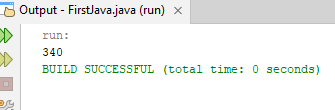 Output - FirstJava.java (run)
run:
340
BUILD SUCCESSFUL (total time: 0 seconds)